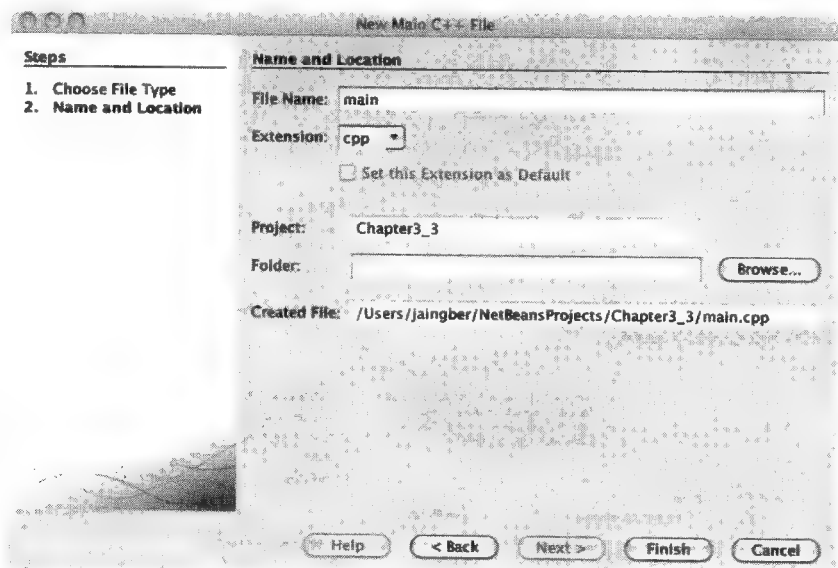 New Main C++ File
Steps
1. Choose File Type
2. Name and Location
Name and Location
File Name: main
Extension: cpp
Set this Extension as Default
Project: Chapter3_3
Folder:
Browse...
Created File: /Users/jaingber/NetBeansProjects/Chapter3_3/main.cpp
Help
< Back
Next >
Finish
Cancel